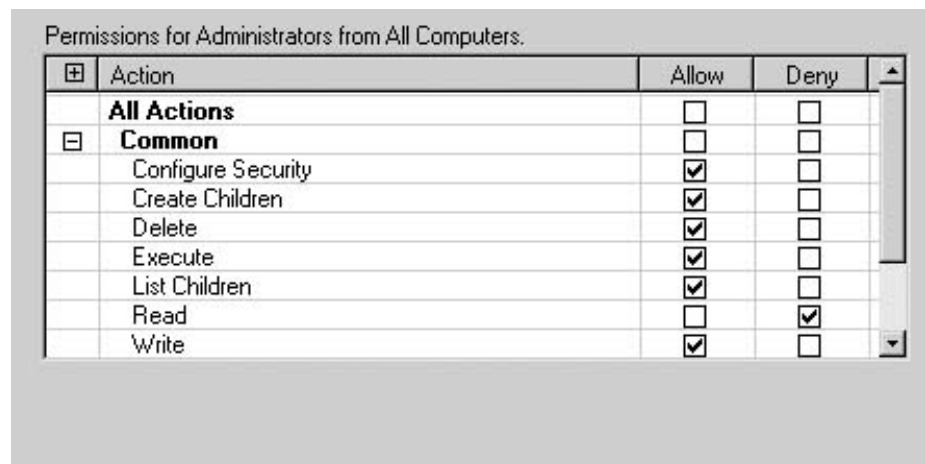 Permissions for Administrators from All Computers.
Action Allow Deny
All Actions
Common
Configure Security
Create Children
Delete
Execute
List Children
Read
Write